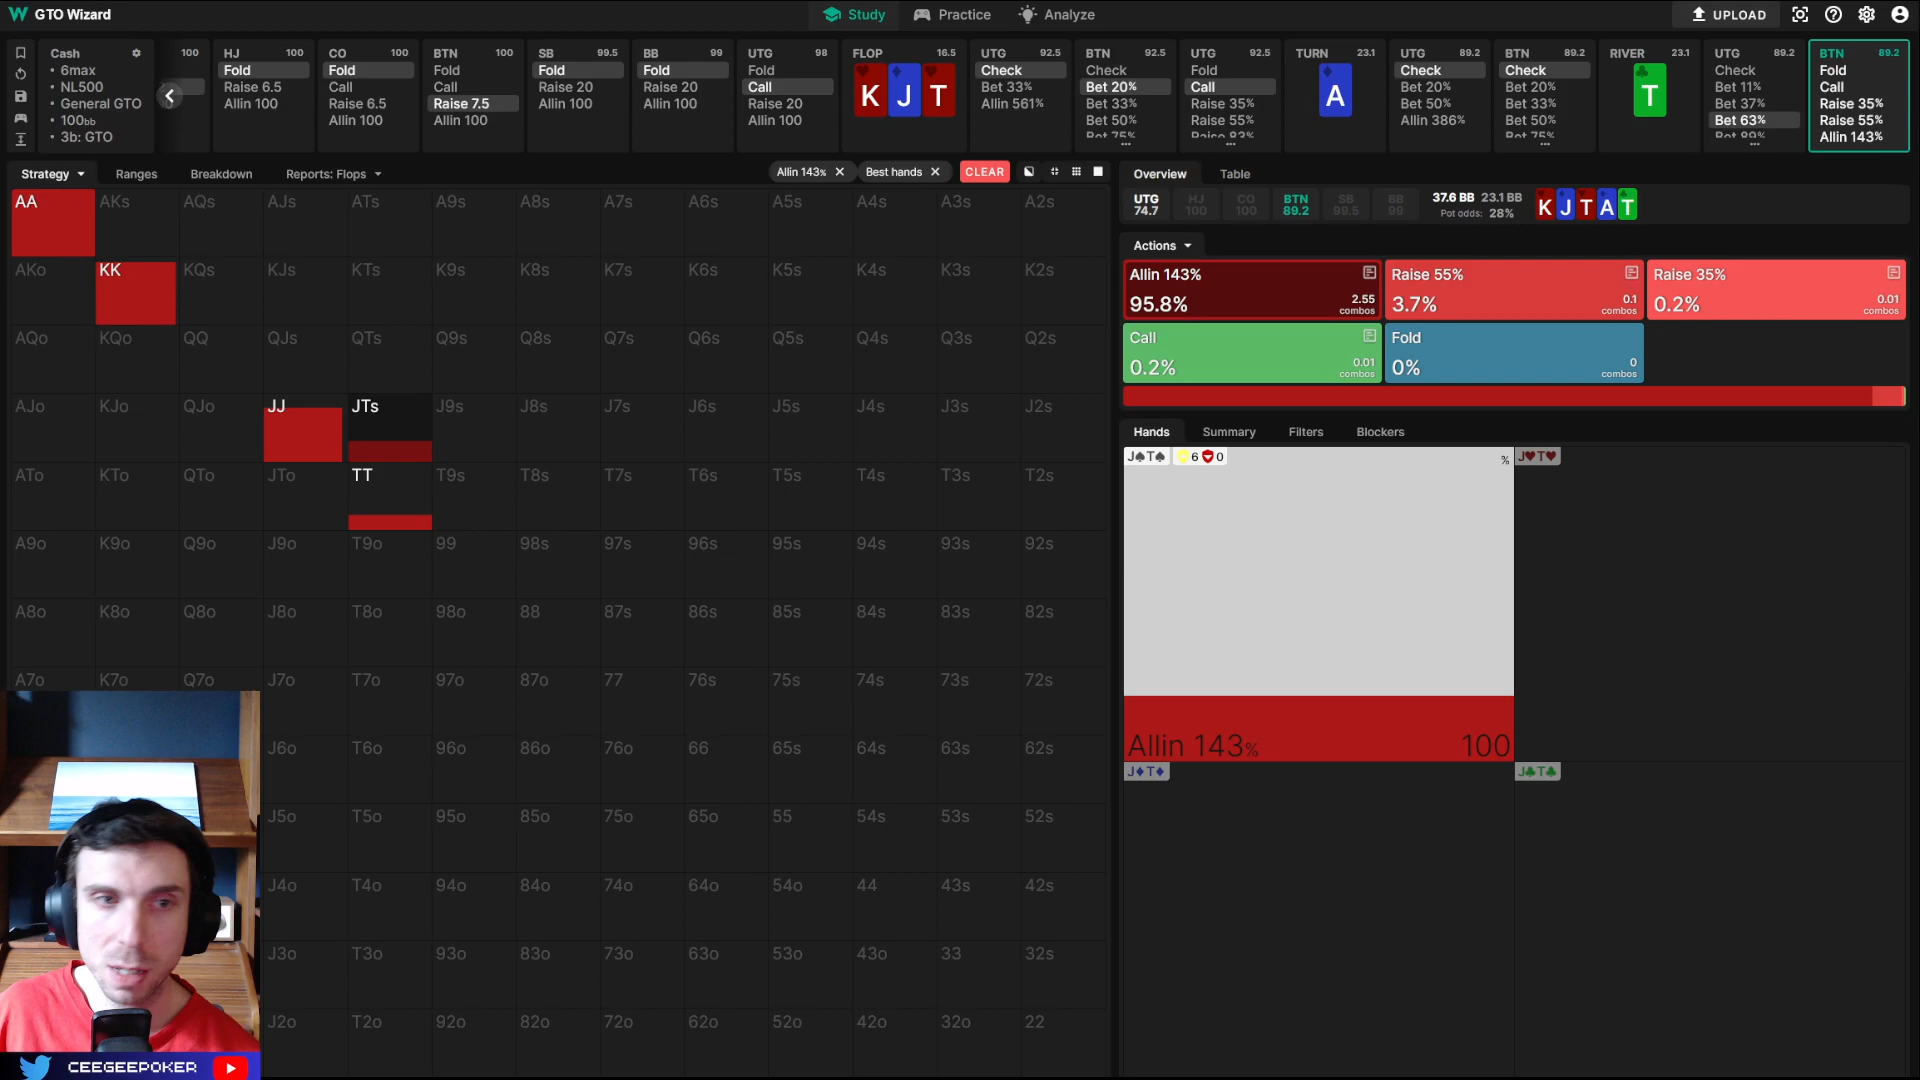 GTO Wizard
Study
Practice
Analyze
UPLOAD
Cash
• 6max
• NL500
• General GTO
• 100bb
• 3b: GTO
100
HJ 100
Fold
Raise 6.5
Allin 100
CO 100
Fold
Call
Raise 6.5
Allin 100
BTN 100
Fold
Call
Raise 7.5
Allin 100
SB 99.5
Fold
Raise 20
Allin 100
BB 99
Fold
Raise 20
Allin 100
UTG 98
Fold
Call
Raise 20
Allin 100
FLOP 16.5
K J T
UTG 92.5
Check
Bet 33%
Allin 561%
BTN 92.5
Check
Bet 20%
Bet 33%
Bet 50%
Bet 75%
UTG 92.5
Fold
Call
Raise 35%
Raise 55%
Raise 83%
TURN 23.1
A
UTG 89.2
Check
Bet 20%
Bet 50%
Allin 386%
BTN 89.2
Check
Bet 20%
Bet 33%
Bet 50%
Bet 75%
RIVER 23.1
T
UTG 89.2
Check
Bet 11%
Bet 37%
Bet 63%
Bet 89%
BTN 89.2
Fold
Call
Raise 35%
Raise 55%
Allin 143%
Strategy
Ranges
Breakdown
Reports: Flops
Allin 143%
Best hands
CLEAR
AA AKs AQs AJs ATs A9s A8s A7s A6s A5s A4s A3s A2s
AKo KK KQs KJs KTs K9s K8s K7s K6s K5s K4s K3s K2s
AQo KQo QQ QJs QTs Q9s Q8s Q7s Q6s Q5s Q4s Q3s Q2s
AJo KJo QJo JJ JTs J9s J8s J7s J6s J5s J4s J3s J2s
ATo KTo QTo JTo TT T9s T8s T7s T6s T5s T4s T3s T2s
A9o K9o Q9o J9o T9o 99 98s 97s 96s 95s 94s 93s 92s
A8o K8o Q8o J8o T8o 98o 88 87s 86s 85s 84s 83s 82s
A7o K7o Q7o J7o T7o 97o 87o 77 76s 75s 74s 73s 72s
J6o T6o 96o 86o 76o 66 65s 64s 63s 62s
J5o T5o 95o 85o 75o 65o 55 54s 53s 52s
J4o T4o 94o 84o 74o 64o 54o 44 43s 42s
J3o T3o 93o 83o 73o 63o 53o 43o 33 32s
J2o T2o 92o 82o 72o 62o 52o 42o 32o 22
CEEGEEPOKER
Overview
Table
UTG 74.7
HJ 100
CO 100
BTN 89.2
SB 99.5
BB 99
37.6 BB 23.1 BB
Pot odds: 28%
K J T A T
Actions
Allin 143%
95.8% 2.55 combos
Raise 55%
3.7% 0.1 combos
Raise 35%
0.2% 0.01 combos
Call
0.2% 0.01 combos
Fold
0% 0 combos
Hands
Summary
Filters
Blockers
J♠T♠ 6 0 %
J♥T♥
Allin 143% 100
J♦T♦
J♣T♣